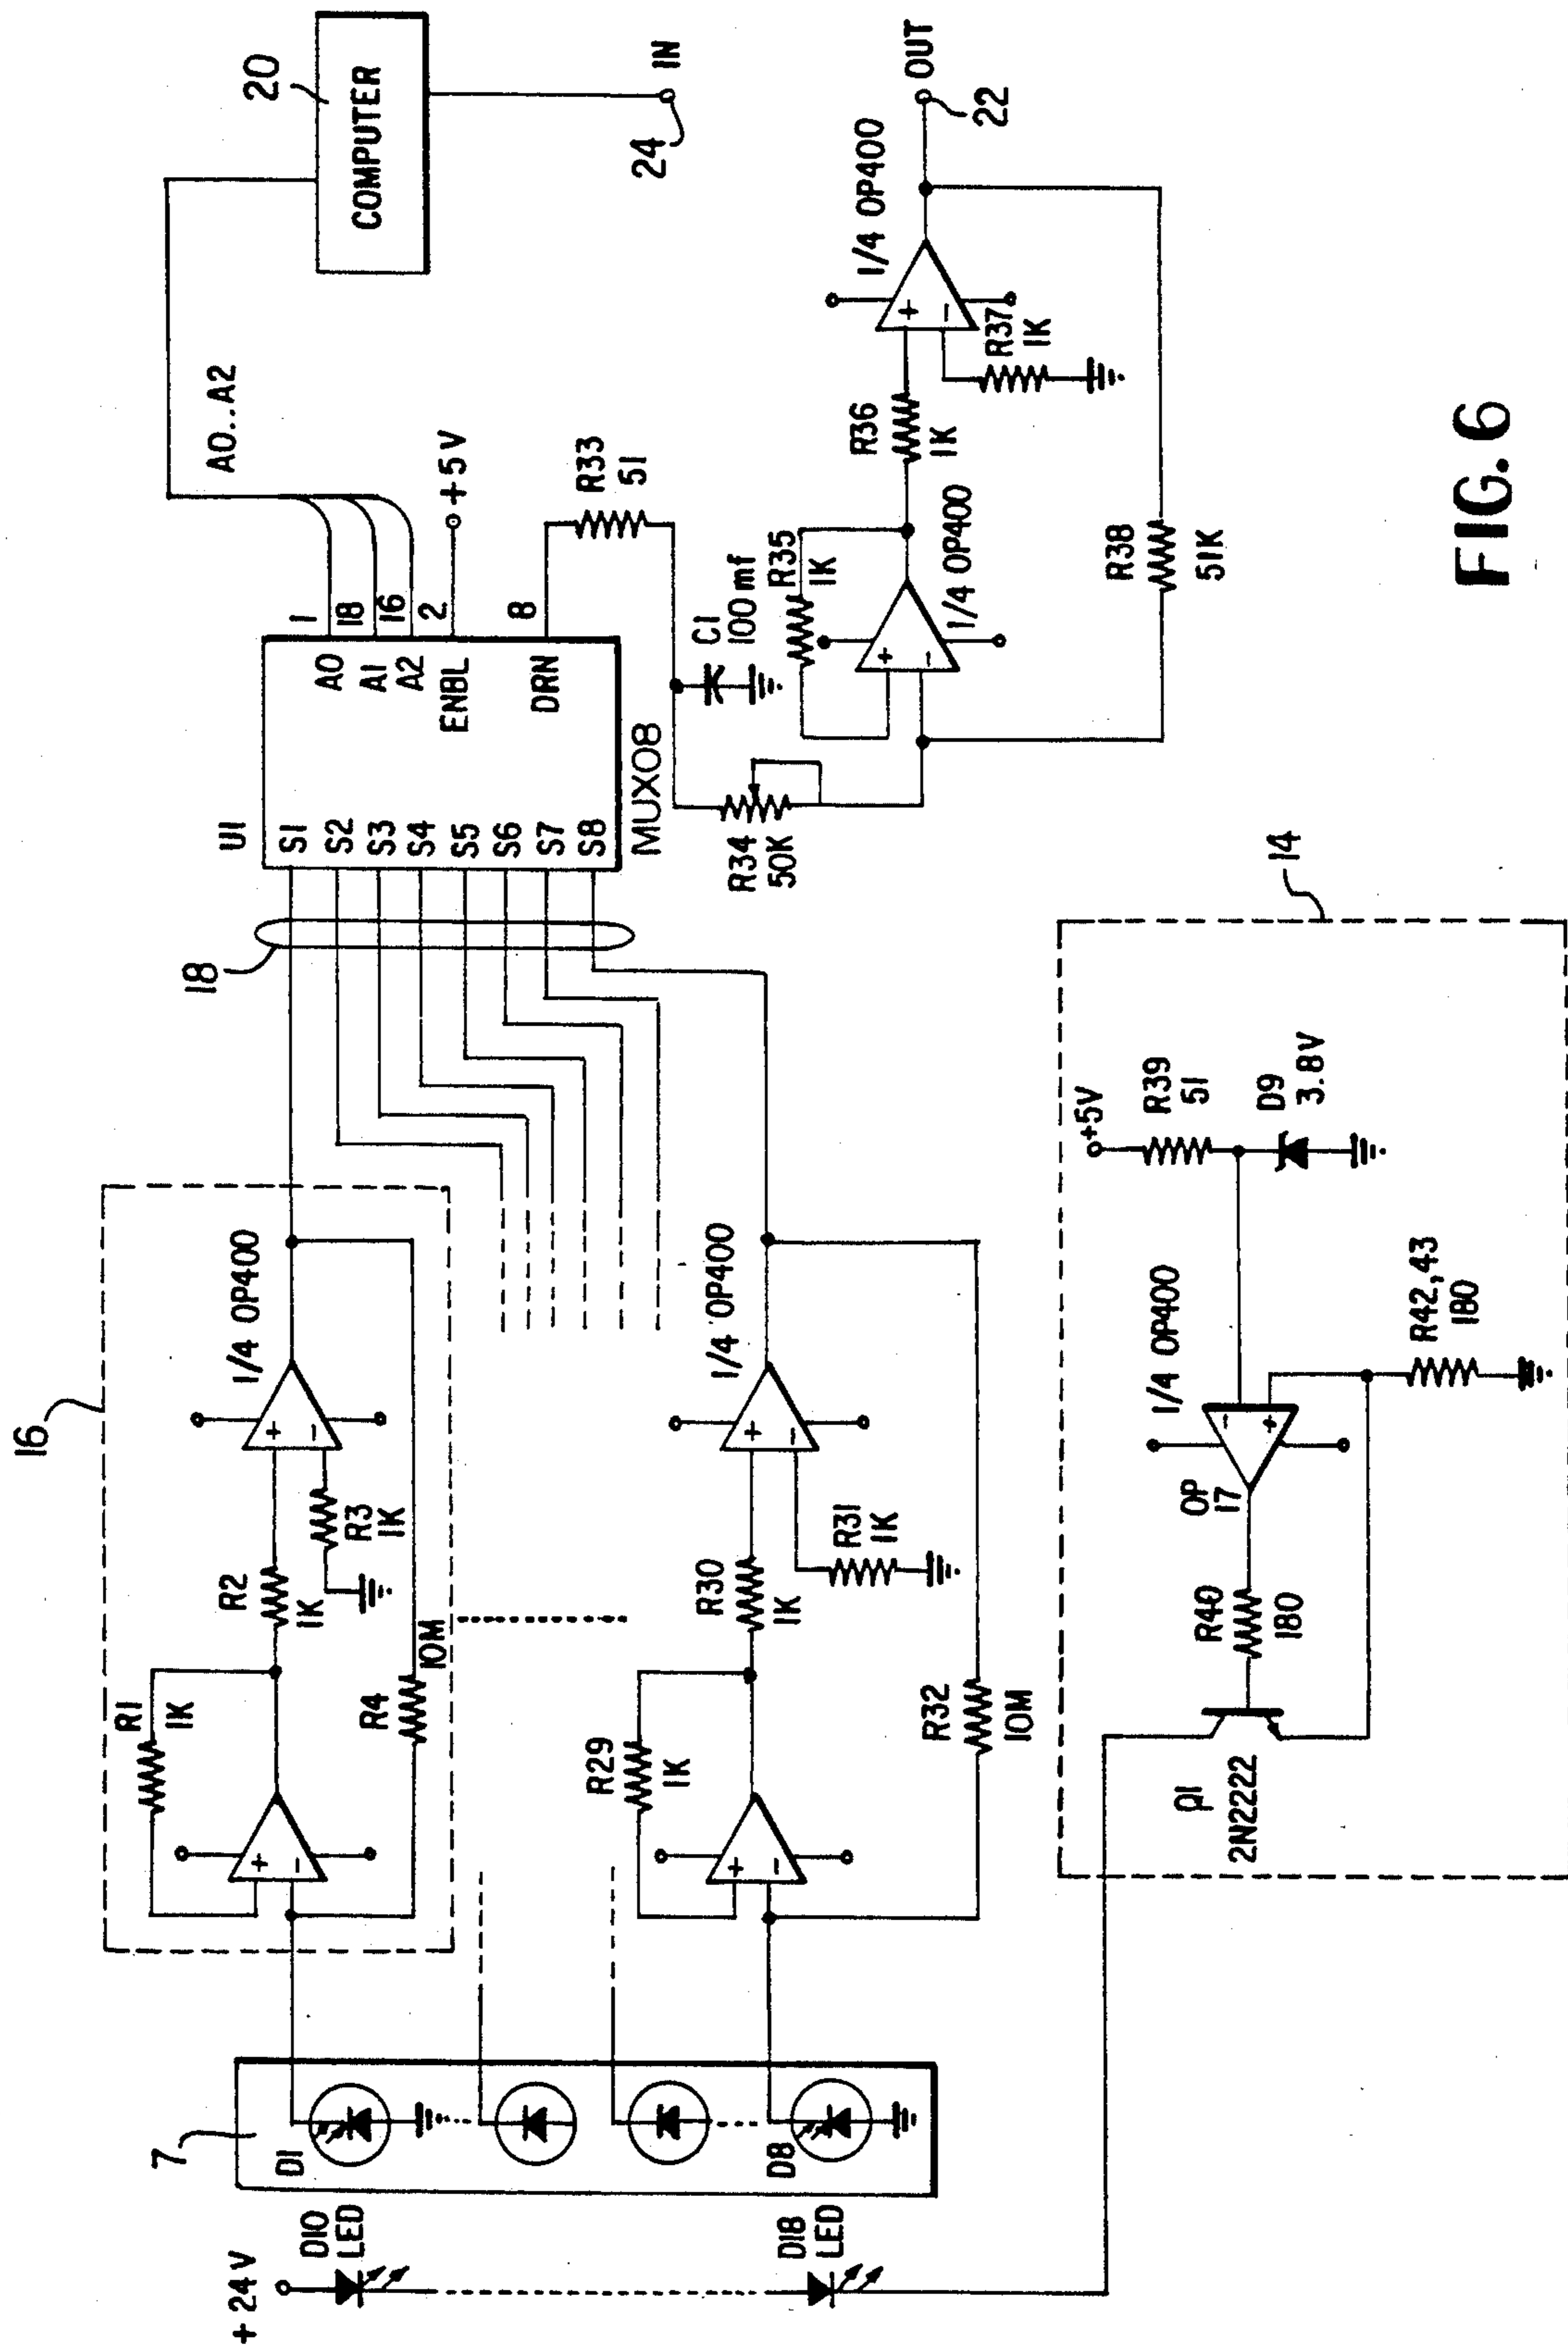 16
R1
1K
R2
1K
R3
1K
R4
10M
+
−
+
−
1/4 OP400
18
U1
S1
S2
S3
S4
S5
S6
S7
S8
A0
A1
A2
ENBL
DRN
MUX08
1
18
16
2
8
A0..A2
+5V
20
COMPUTER
24
IN
R33
51
C1
100mf
R34
50K
R35
1K
+
−
1/4 OP400
R36
1K
+
−
1/4 OP400
R37
1K
R38
51K
OUT
22
7
D1
D8
+24V
D10
LED
D18
LED
R29
1K
+
−
R30
1K
+
−
1/4 OP400
R31
1K
R32
10M
14
+5V
R39
51
D9
3.8V
1/4 OP400
−
+
OP
17
R40
180
R42,43
180
Q1
2N2222
FIG. 6